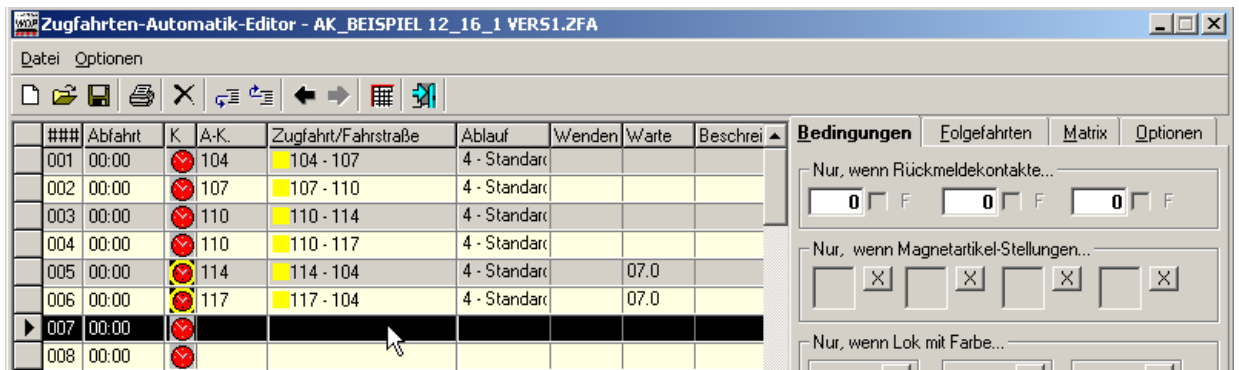 WDP Zugfahrten-Automatik-Editor - AK_BEISPIEL 12_16_1 VERS1.ZFA
Datei Optionen
### Abfahrt K. A-K. Zugfahrt/Fahrstraße Ablauf Wenden Warte Beschrei
001 00:00 104 104 - 107 4 - Standard
002 00:00 107 107 - 110 4 - Standard
003 00:00 110 110 - 114 4 - Standard
004 00:00 110 110 - 117 4 - Standard
005 00:00 114 114 - 104 4 - Standard 07.0
006 00:00 117 117 - 104 4 - Standard 07.0
007 00:00
008 00:00
Bedingungen Folgefahrten Matrix Optionen
Nur, wenn Rückmeldekontakte...
0 F 0 F 0 F
Nur, wenn Magnetartikel-Stellungen...
X X X X
Nur, wenn Lok mit Farbe...